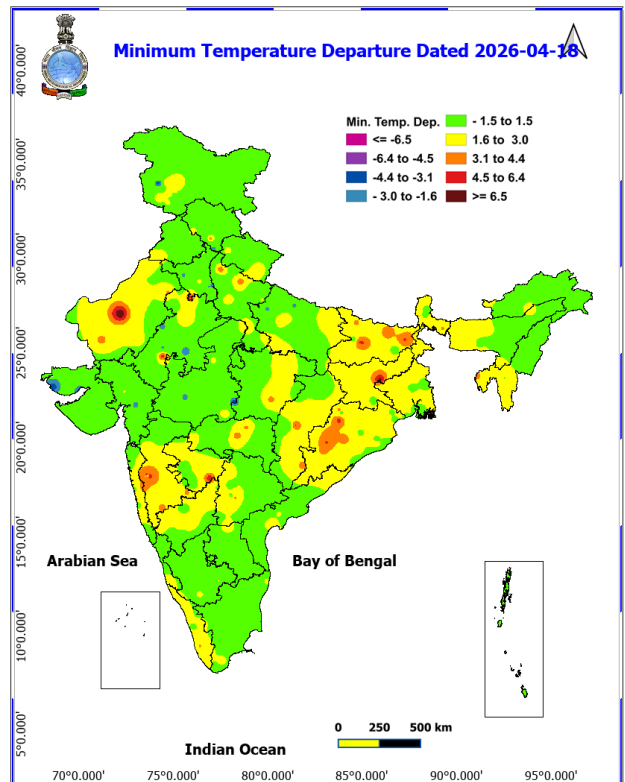 Minimum Temperature Departure Dated 2026-04-18
Min. Temp. Dep.
<= -6.5
-6.4 to -4.5
-4.4 to -3.1
- 3.0 to -1.6
- 1.5 to 1.5
1.6 to 3.0
3.1 to 4.4
4.5 to 6.4
>= 6.5
40°0.000'
35°0.000'
30°0.000'
25°0.000'
20°0.000'
15°0.000'
10°0.000'
5°0.000'
Arabian Sea
Bay of Bengal
Indian Ocean
0 250 500 km
70°0.000' 75°0.000' 80°0.000' 85°0.000' 90°0.000' 95°0.000'